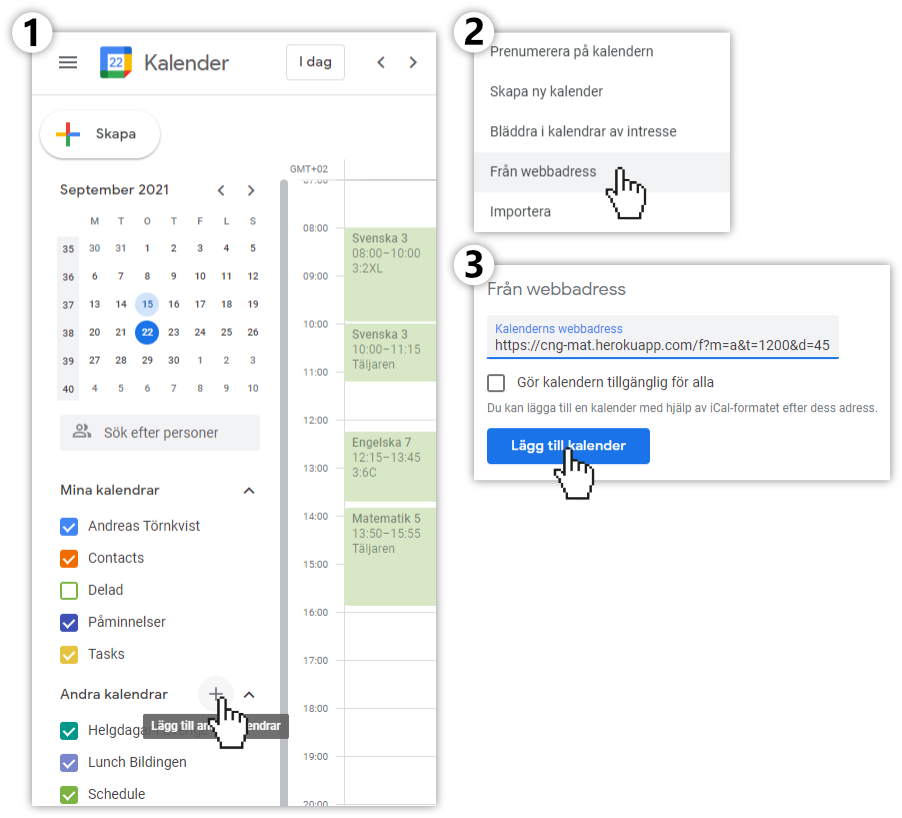 1
22
Kalender
I dag
Skapa
GMT+02
September 2021
M T O T F L S
35 30 31 1 2 3 4 5
36 6 7 8 9 10 11 12
37 13 14 15 16 17 18 19
38 20 21 22 23 24 25 26
39 27 28 29 30 1 2 3
40 4 5 6 7 8 9 10
Sök efter personer
Mina kalendrar
Andreas Törnkvist
Contacts
Delad
Påminnelser
Tasks
Andra kalendrar
Lägg till
Lunch Bildingen
Schedule
07:00
08:00
09:00
10:00
11:00
12:00
13:00
14:00
15:00
16:00
17:00
18:00
19:00
20:00
Svenska 3
08:00–10:00
3:2XL
Svenska 3
10:00–11:15
Täljaren
Engelska 7
12:15–13:45
3:6C
Matematik 5
13:50–15:55
Täljaren
2
Prenumerera på kalendern
Skapa ny kalender
Bläddra i kalendrar av intresse
Från webbadress
Importera
3
Från webbadress
Kalenderns webbadress
https://cng-mat.herokuapp.com/f?m=a&t=1200&d=45
Gör kalendern tillgänglig för alla
Du kan lägga till en kalender med hjälp av iCal-formatet efter dess adress.
Lägg till kalender